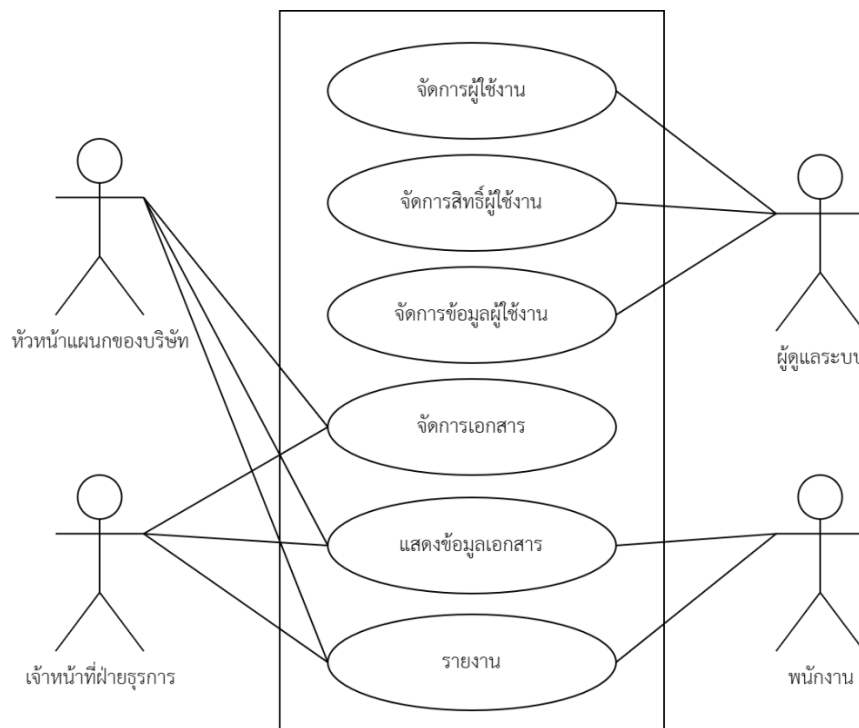 จัดการผู้ใช้งาน
จัดการสิทธิ์ผู้ใช้งาน
จัดการข้อมูลผู้ใช้งาน
หัวหน้าแผนกของบริษัท
ผู้ดูแลระบบ
จัดการเอกสาร
แสดงข้อมูลเอกสาร
รายงาน
เจ้าหน้าที่ฝ่ายธุรการ
พนักงาน